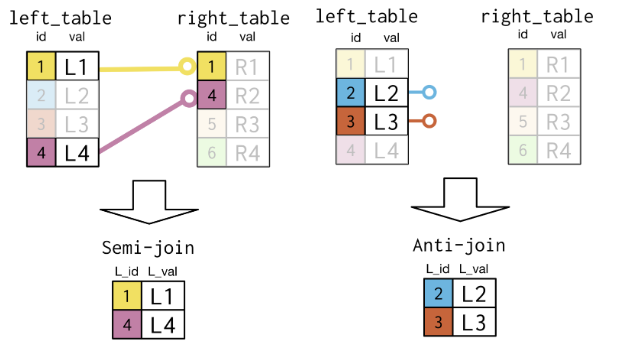 left_table right_table left_table right_table
id val id val id val id val
1 L1 1 R1 1 L1 1 R1
2 L2 4 R2 2 L2 4 R2
3 L3 5 R3 3 L3 5 R3
4 L4 6 R4 4 L4 6 R4
Semi-join Anti-join
L_id L_val L_id L_val
1 L1 2 L2
4 L4 3 L3